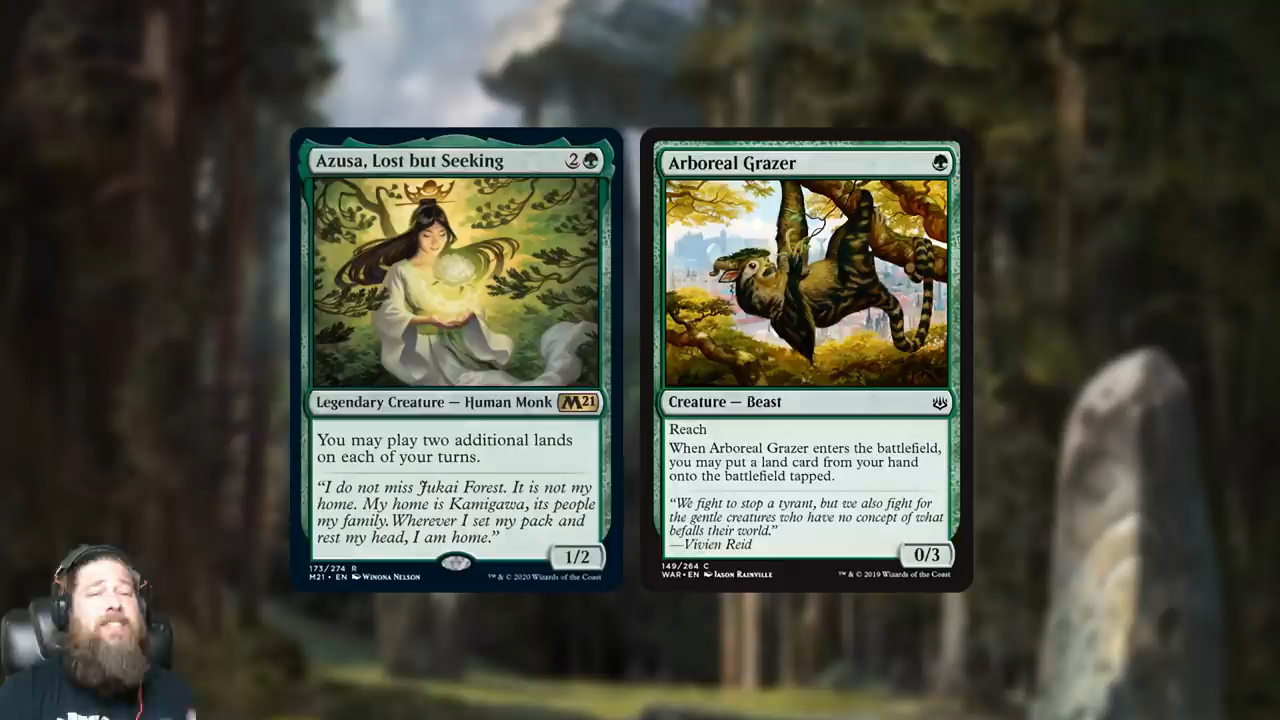 Azusa, Lost but Seeking 2
M21
Legendary Creature — Human Monk
You may play two additional lands
on each of your turns.
“I do not miss Jukai Forest. It is not my
home. My home is Kamigawa, its people
my family. Wherever I set my pack and
rest my head, I am home.”
1/2
173/274 R
M21 • EN Winona Nelson
™ & © 2020 Wizards of the Coast
Arboreal Grazer
Creature — Beast
Reach
When Arboreal Grazer enters the battlefield,
you may put a land card from your hand
onto the battlefield tapped.
“We fight to stop a tyrant, but we also fight for
the gentle creatures who have no concept of what
befalls their world.”
—Vivien Reid
0/3
149/264 C
WAR • EN Jason Rainville
™ & © 2019 Wizards of the Coast